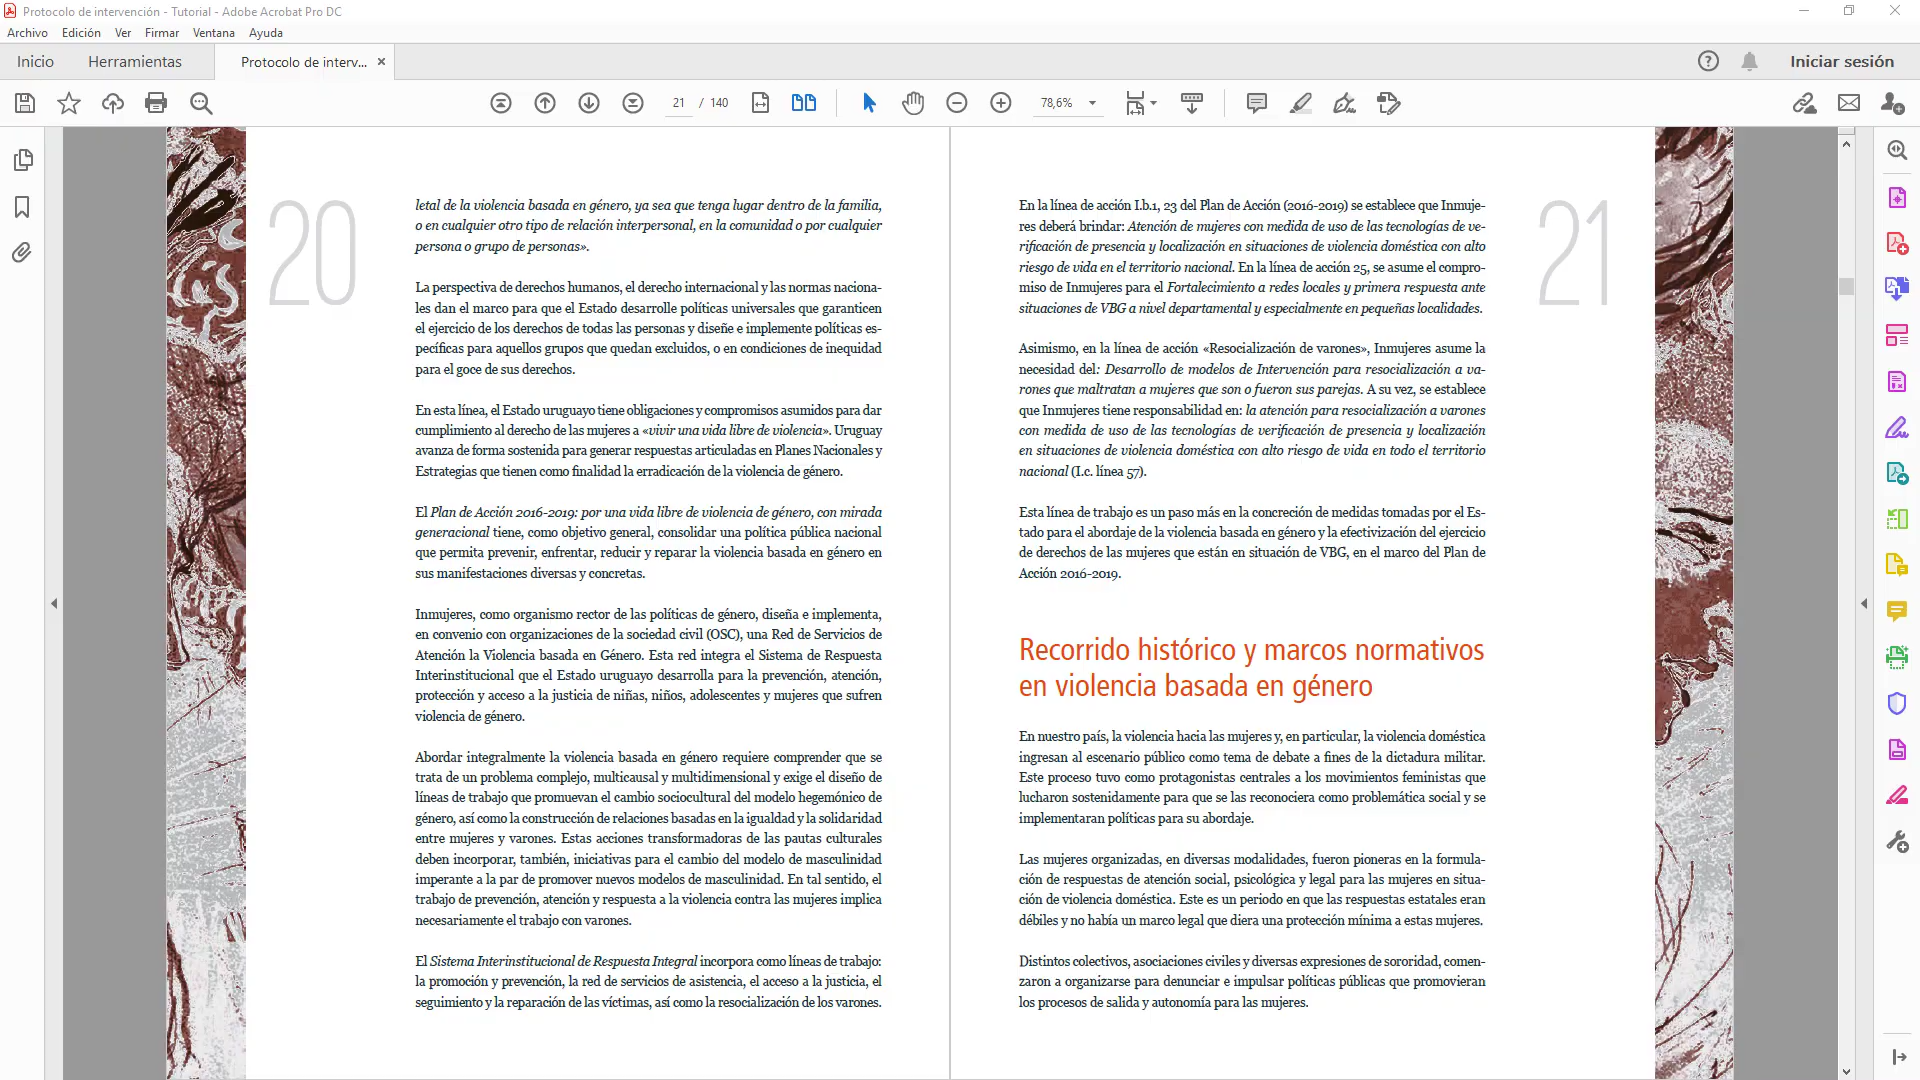 Protocolo de intervención - Tutorial - Adobe Acrobat Pro DC
Archivo Edición Ver Firmar Ventana Ayuda
Inicio Herramientas Protocolo de interv... × Iniciar sesión
21 / 140 78,6%
20
letal de la violencia basada en género, ya sea que tenga lugar dentro de la familia,
o en cualquier otro tipo de relación interpersonal, en la comunidad o por cualquier
persona o grupo de personas».
La perspectiva de derechos humanos, el derecho internacional y las normas naciona-
les dan el marco para que el Estado desarrolle políticas universales que garanticen
el ejercicio de los derechos de todas las personas y diseñe e implemente políticas es-
pecíficas para aquellos grupos que quedan excluidos, o en condiciones de inequidad
para el goce de sus derechos.
En esta línea, el Estado uruguayo tiene obligaciones y compromisos asumidos para dar
cumplimiento al derecho de las mujeres a «vivir una vida libre de violencia». Uruguay
avanza de forma sostenida para generar respuestas articuladas en Planes Nacionales y
Estrategias que tienen como finalidad la erradicación de la violencia de género.
El Plan de Acción 2016-2019: por una vida libre de violencia de género, con mirada
generacional tiene, como objetivo general, consolidar una política pública nacional
que permita prevenir, enfrentar, reducir y reparar la violencia basada en género en
sus manifestaciones diversas y concretas.
Inmujeres, como organismo rector de las políticas de género, diseña e implementa,
en convenio con organizaciones de la sociedad civil (OSC), una Red de Servicios de
Atención la Violencia basada en Género. Esta red integra el Sistema de Respuesta
Interinstitucional que el Estado uruguayo desarrolla para la prevención, atención,
protección y acceso a la justicia de niñas, niños, adolescentes y mujeres que sufren
violencia de género.
Abordar integralmente la violencia basada en género requiere comprender que se
trata de un problema complejo, multicausal y multidimensional y exige el diseño de
líneas de trabajo que promuevan el cambio sociocultural del modelo hegemónico de
género, así como la construcción de relaciones basadas en la igualdad y la solidaridad
entre mujeres y varones. Estas acciones transformadoras de las pautas culturales
deben incorporar, también, iniciativas para el cambio del modelo de masculinidad
imperante a la par de promover nuevos modelos de masculinidad. En tal sentido, el
trabajo de prevención, atención y respuesta a la violencia contra las mujeres implica
necesariamente el trabajo con varones.
El Sistema Interinstitucional de Respuesta Integral incorpora como líneas de trabajo:
la promoción y prevención, la red de servicios de asistencia, el acceso a la justicia, el
seguimiento y la reparación de las víctimas, así como la resocialización de los varones.
21
En la línea de acción I.b.1, 23 del Plan de Acción (2016-2019) se establece que Inmuje-
res deberá brindar: Atención de mujeres con medida de uso de las tecnologías de ve-
rificación de presencia y localización en situaciones de violencia doméstica con alto
riesgo de vida en el territorio nacional. En la línea de acción 25, se asume el compro-
miso de Inmujeres para el Fortalecimiento a redes locales y primera respuesta ante
situaciones de VBG a nivel departamental y especialmente en pequeñas localidades.
Asimismo, en la línea de acción «Resocialización de varones», Inmujeres asume la
necesidad del: Desarrollo de modelos de Intervención para resocialización a va-
rones que maltratan a mujeres que son o fueron sus parejas. A su vez, se establece
que Inmujeres tiene responsabilidad en: la atención para resocialización a varones
con medida de uso de las tecnologías de verificación de presencia y localización
en situaciones de violencia doméstica con alto riesgo de vida en todo el territorio
nacional (I.c. línea 57).
Esta línea de trabajo es un paso más en la concreción de medidas tomadas por el Es-
tado para el abordaje de la violencia basada en género y la efectivización del ejercicio
de derechos de las mujeres que están en situación de VBG, en el marco del Plan de
Acción 2016-2019.
Recorrido histórico y marcos normativos
en violencia basada en género
En nuestro país, la violencia hacia las mujeres y, en particular, la violencia doméstica
ingresan al escenario público como tema de debate a fines de la dictadura militar.
Este proceso tuvo como protagonistas centrales a los movimientos feministas que
lucharon sostenidamente para que se las reconociera como problemática social y se
implementaran políticas para su abordaje.
Las mujeres organizadas, en diversas modalidades, fueron pioneras en la formula-
ción de respuestas de atención social, psicológica y legal para las mujeres en situa-
ción de violencia doméstica. Este es un periodo en que las respuestas estatales eran
débiles y no había un marco legal que diera una protección mínima a estas mujeres.
Distintos colectivos, asociaciones civiles y diversas expresiones de sororidad, comen-
zaron a organizarse para denunciar e impulsar políticas públicas que promovieran
los procesos de salida y autonomía para las mujeres.